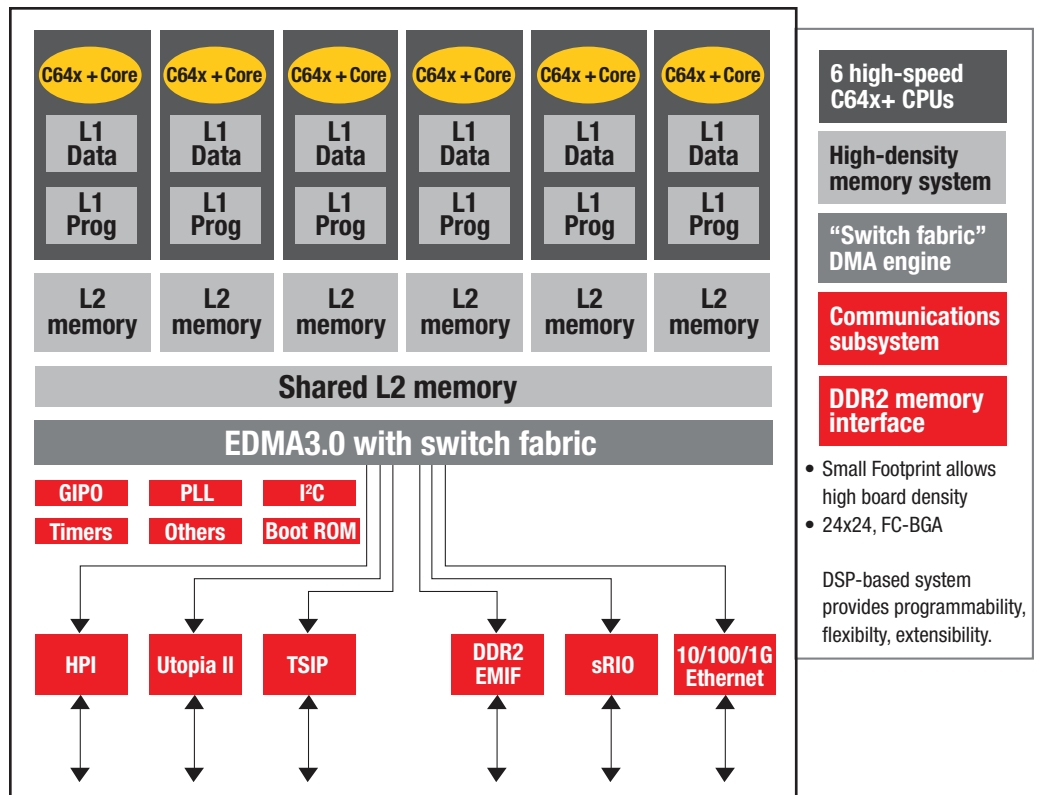 C64x + Core
C64x + Core
C64x + Core
C64x + Core
C64x + Core
C64x + Core
L1
Data
L1
Data
L1
Data
L1
Data
L1
Data
L1
Data
L1
Prog
L1
Prog
L1
Prog
L1
Prog
L1
Prog
L1
Prog
L2
memory
L2
memory
L2
memory
L2
memory
L2
memory
L2
memory
Shared L2 memory
EDMA3.0 with switch fabric
GIPO
PLL
I²C
Timers
Others
Boot ROM
HPI
Utopia II
TSIP
DDR2
EMIF
sRIO
10/100/1G
Ethernet
6 high-speed
C64x+ CPUs
High-density
memory system
“Switch fabric”
DMA engine
Communications
subsystem
DDR2 memory
interface
• Small Footprint allows
high board density
• 24x24, FC-BGA
DSP-based system
provides programmability,
flexibilty, extensibility.